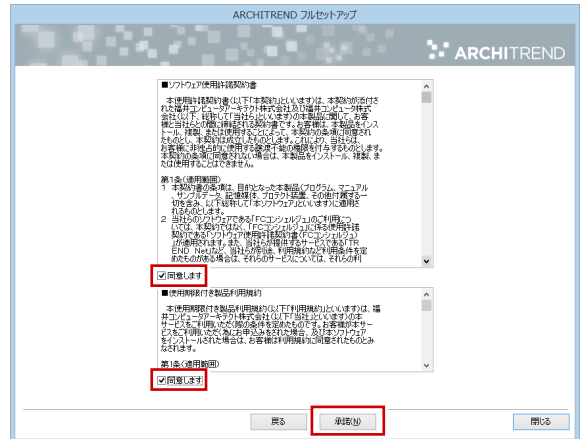 ARCHITREND フルセットアップ
ARCHITREND
■ソフトウェア使用許諾契約書
本使用許諾契約書(以下「本契約」といいます)は、本契約が添付さ
れた福井コンピュータアーキテクト株式会社及び福井コンピュータ株式
会社(以下、総称して「当社ら」といいます)の本製品に関して、お客
様と当社らとの間に締結される契約書です。お客様は、本製品をインス
トール、複製、または使用することによって、本契約の条項に同意され
たものとし、本契約は成立したものとします。これにより、当社らは、
お客様に非独占的に使用する譲渡不能の権限を付与するものとします。
本契約の条項に同意されない場合は、本製品をインストール、複製、ま
たは使用することはできません。
第1条(適用範囲)
1 本契約書の条項は、目的となった本製品(プログラム、マニュアル
、サンプルデータ、記憶媒体、プロテクト装置、その他付属する一
切を含み、以下総称して「本ソフトウェア」といいます)に適用さ
れるものとします。
2 当社らのソフトウェアである「FCコンシェルジュ」のご利用につ
いては、本契約ではなく、「FCコンシェルジュ」に係る使用許諾
契約である「ソフトウェア使用許諾契約書(FCコンシェルジュ)
」が適用されます。また、当社らが提供するサービスである「TR
END Net」など、当社らが別途、利用規約など利用条件を定
めたものがある場合は、それらのサービスについては、それらの利
同意します
■使用期限付き製品利用規約
本使用期限付き製品利用規約(以下「利用規約」といいます)は、福
井コンピュータアーキテクト株式会社(以下「当社」といいます)の本
サービスをご利用いただく際の条件を定めたものです。お客様が本サー
ビスをご利用いただく為にお申込みをされた場合、及び本ソフトウェア
をインストールされた場合は、お客様は利用規約に同意されたものとみ
なされます。
第1条(適用範囲)
同意します
戻る
承諾(N)
閉じる